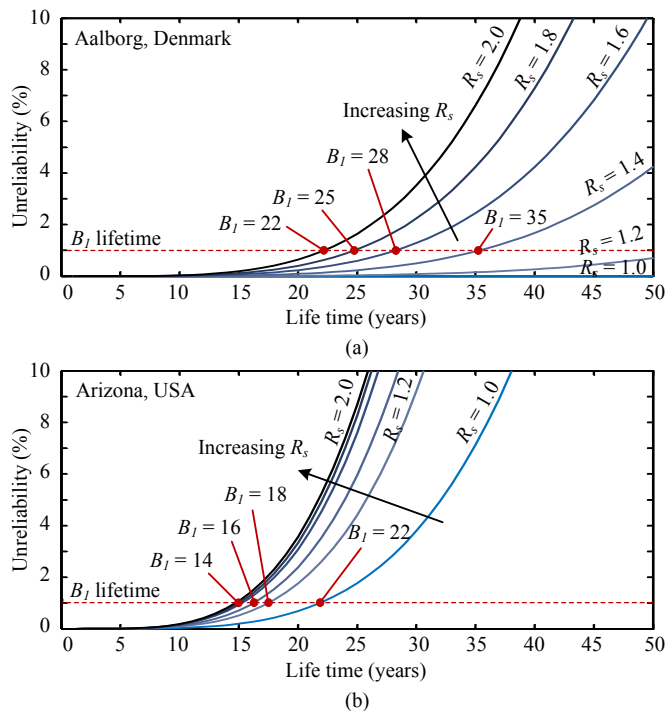 10
8
6
4
2
0
Unreliability (%)
Aalborg, Denmark
R_s = 2.0
R_s = 1.8
R_s = 1.6
Increasing R_s
B_1 = 28
B_1 = 25
B_1 = 22
B_1 = 35
R_s = 1.4
R_s = 1.2
R_s = 1.0
B_1 lifetime
0 5 10 15 20 25 30 35 40 45 50
Life time (years)
(a)
10
8
6
4
2
0
Unreliability (%)
Arizona, USA
R_s = 2.0
R_s = 1.2
R_s = 1.0
Increasing R_s
B_1 = 18
B_1 = 16
B_1 = 14
B_1 = 22
B_1 lifetime
0 5 10 15 20 25 30 35 40 45 50
Life time (years)
(b)